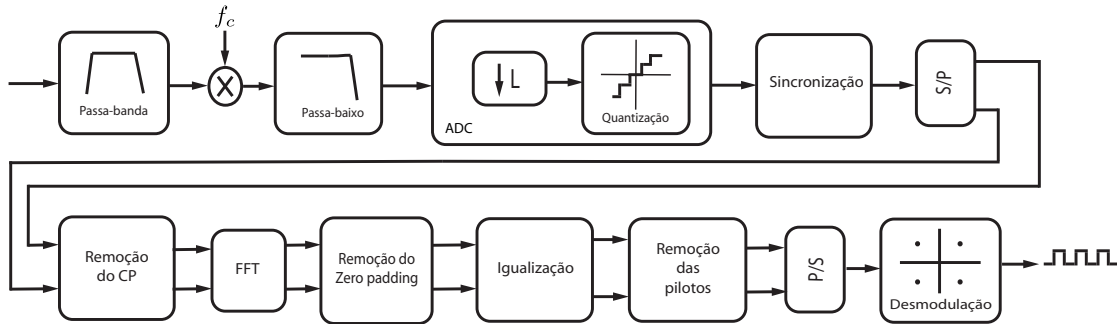 f_c
Passa-banda
Passa-baixo
ADC
L
Quantização
Sincronização
S/P
Remoção
do CP
FFT
Remoção do
Zero padding
Igualização
Remoção
das
pilotos
P/S
Desmodulação